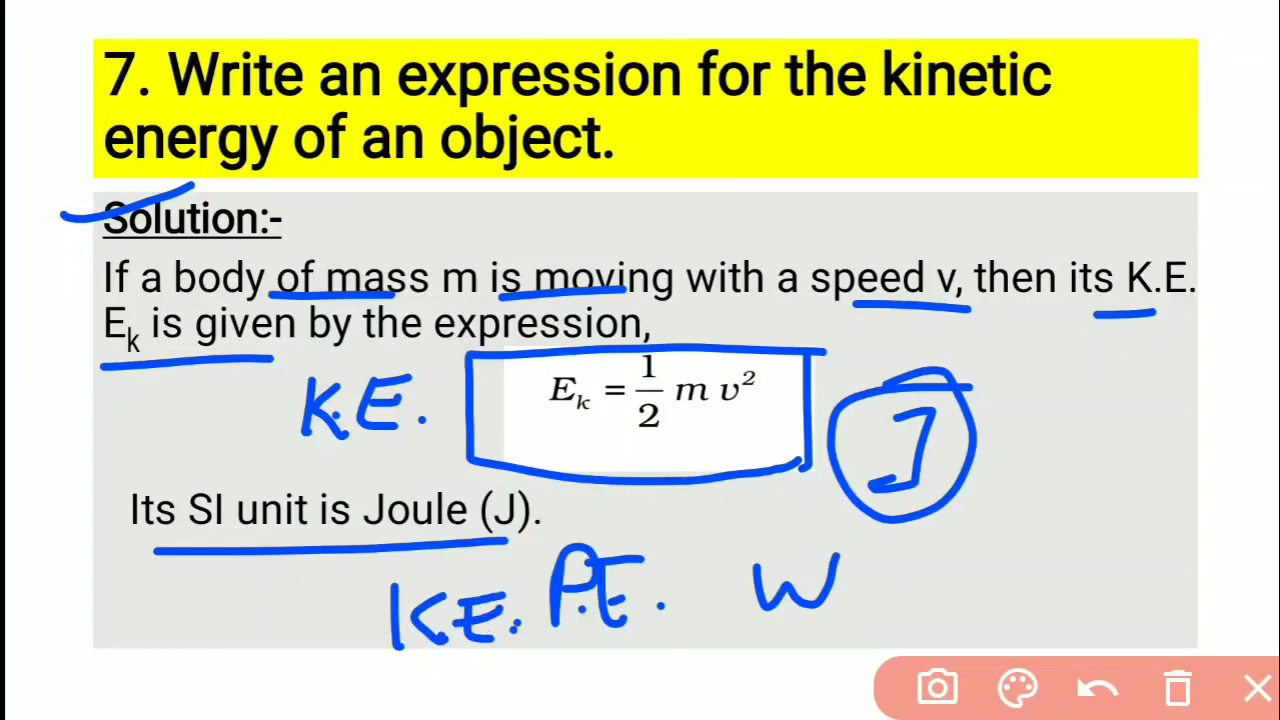 7. Write an expression for the kinetic
energy of an object.
Solution:-
If a body of mass m is moving with a speed v, then its K.E.
Eₖ is given by the expression,
K.E.
Eₖ = 1/2 m v²
J
Its SI unit is Joule (J).
K.E. P.E. W